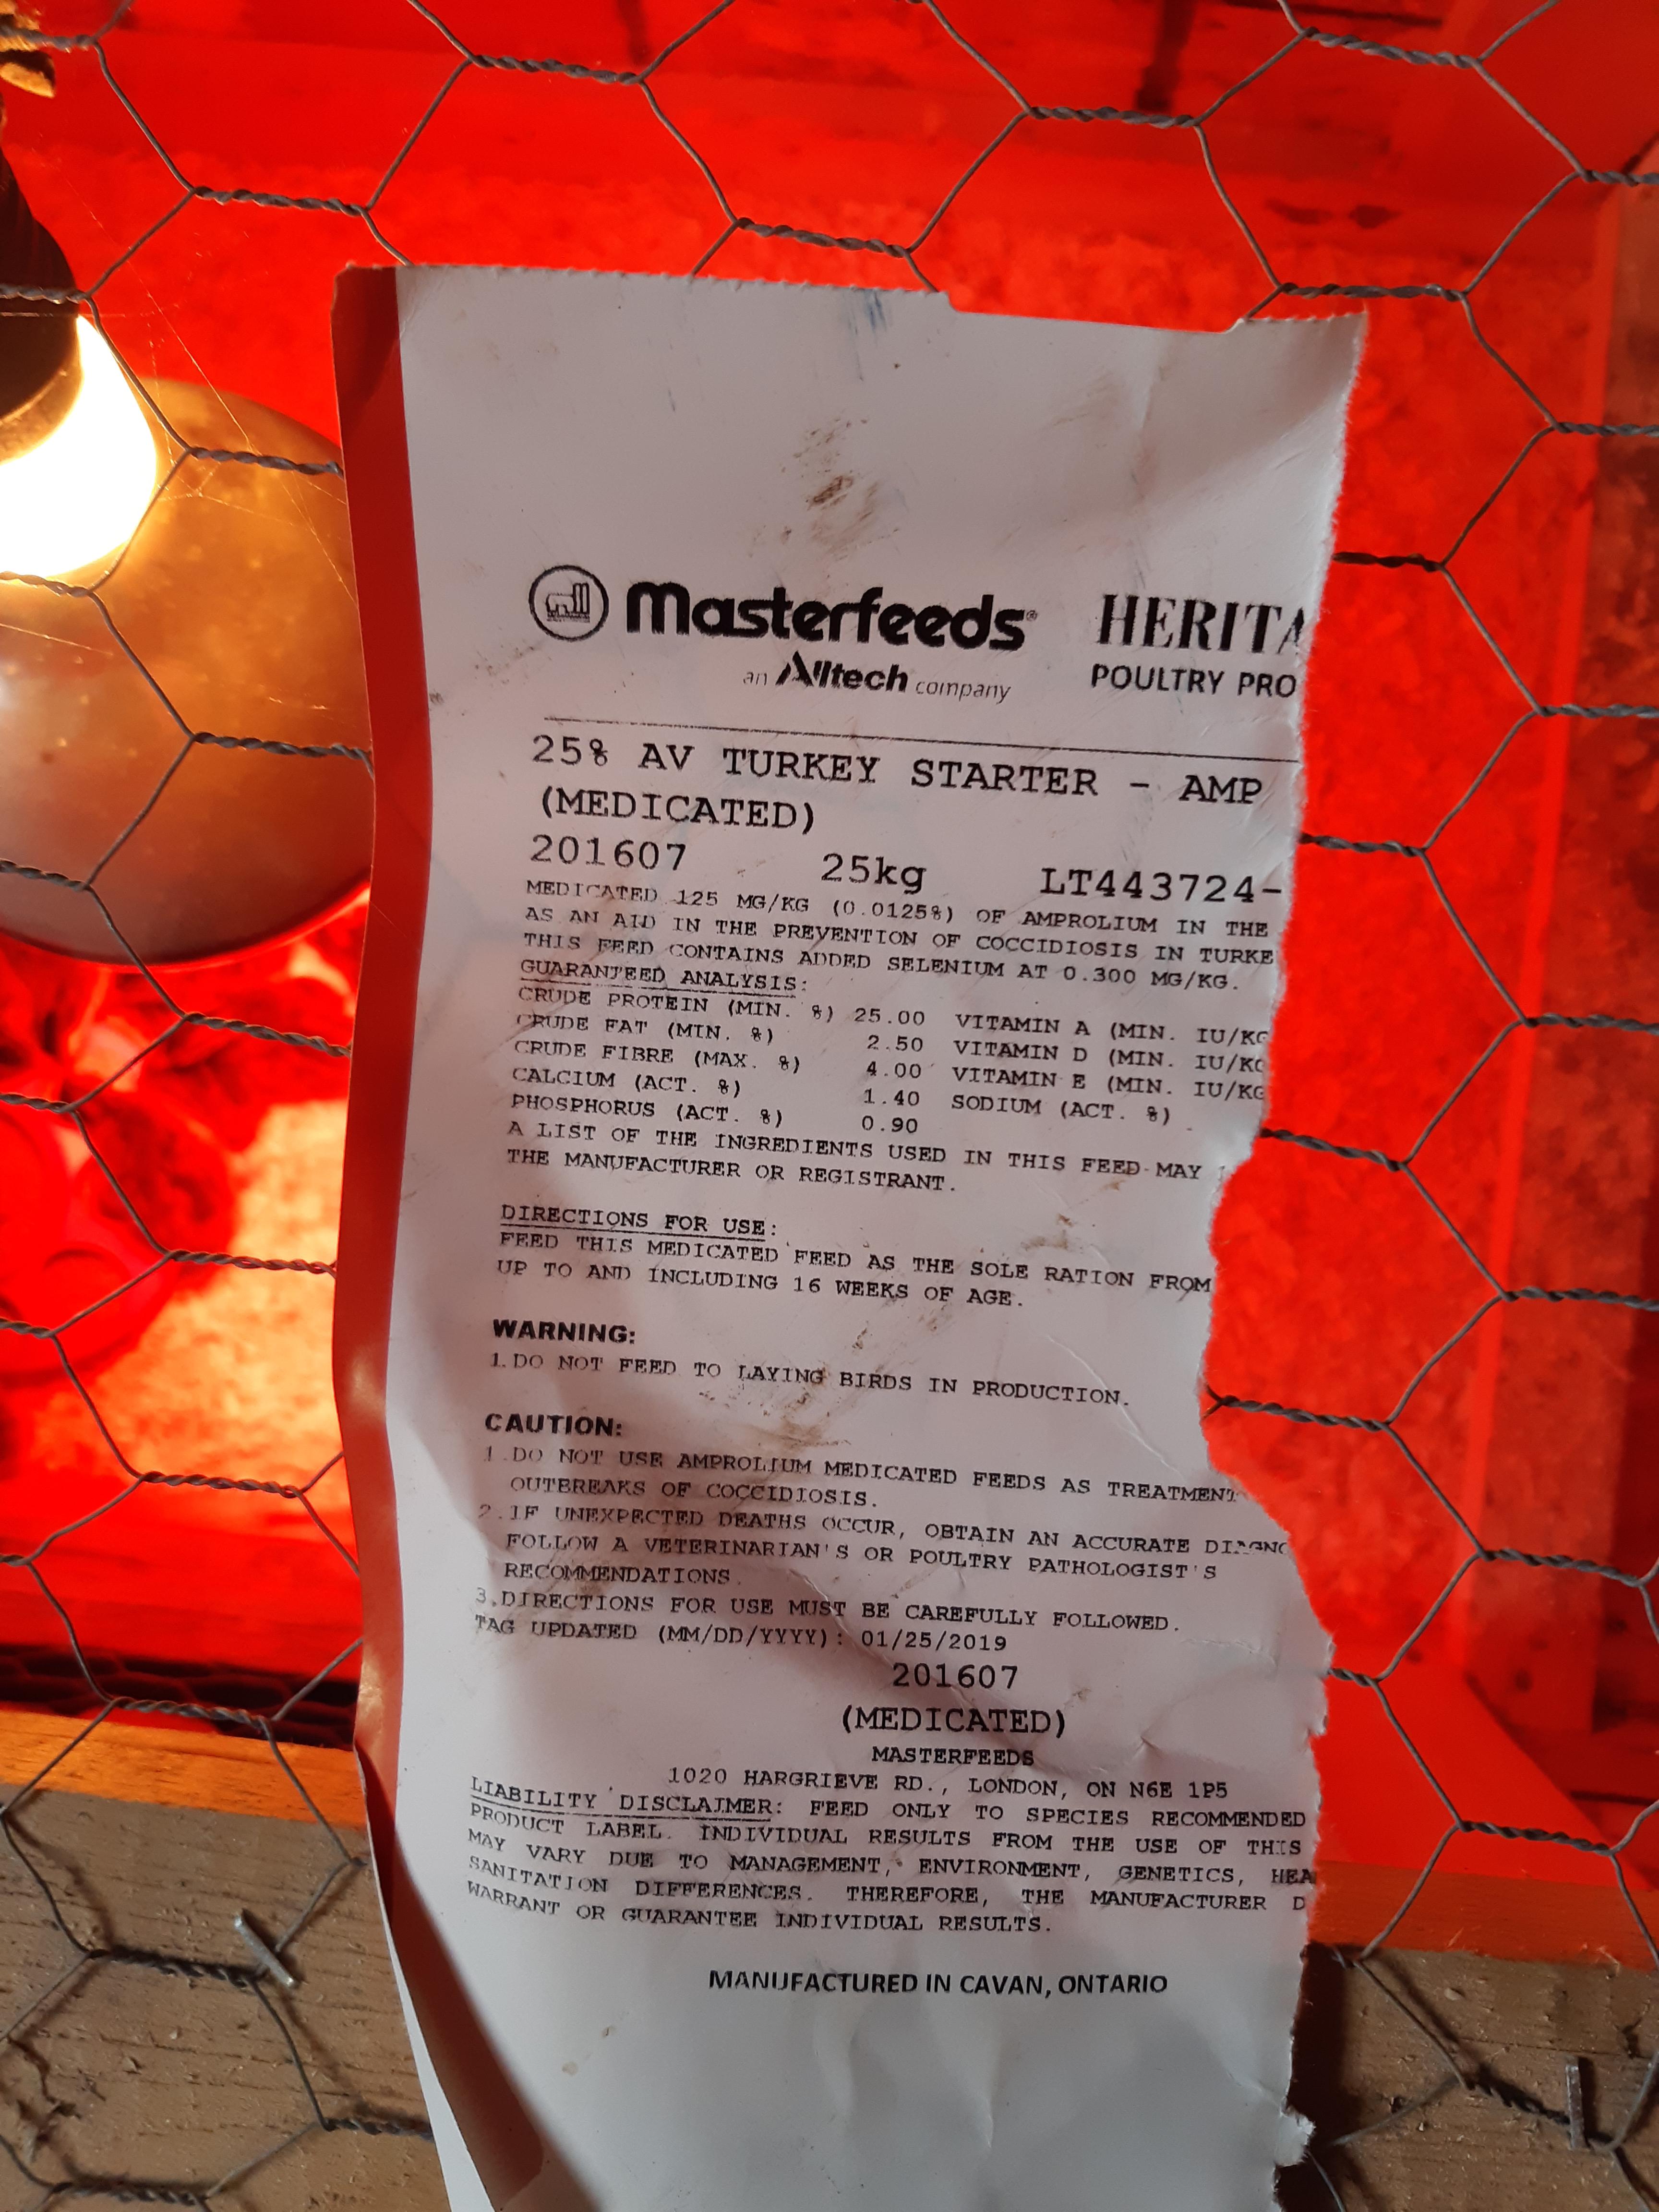 Masterfeeds
an Alltech company
HERITA
POULTRY PRO
25% AV TURKEY STARTER - AMP
(MEDICATED)
201607 25kg LT443724-
MEDICATED 125 MG/KG (0.0125%) OF AMPROLIUM IN THE
AS AN AID IN THE PREVENTION OF COCCIDIOSIS IN TURKE
THIS FEED CONTAINS ADDED SELENIUM AT 0.300 MG/KG.
GUARANTEED ANALYSIS:
CRUDE PROTEIN (MIN. %) 25.00 VITAMIN A (MIN. IU/KG
CRUDE FAT (MIN. %) 2.50 VITAMIN D (MIN. IU/KG
CRUDE FIBRE (MAX. %) 4.00 VITAMIN E (MIN. IU/KG
CALCIUM (ACT. %) 1.40 SODIUM (ACT. %)
PHOSPHORUS (ACT. %) 0.90
A LIST OF THE INGREDIENTS USED IN THIS FEED MAY
THE MANUFACTURER OR REGISTRANT.
DIRECTIONS FOR USE:
FEED THIS MEDICATED FEED AS THE SOLE RATION FROM
UP TO AND INCLUDING 16 WEEKS OF AGE.
WARNING:
1.DO NOT FEED TO LAYING BIRDS IN PRODUCTION.
CAUTION:
1.DO NOT USE AMPROLIUM MEDICATED FEEDS AS TREATMENT
OUTBREAKS OF COCCIDIOSIS.
2.IF UNEXPECTED DEATHS OCCUR, OBTAIN AN ACCURATE DIAGNO
FOLLOW A VETERINARIAN'S OR POULTRY PATHOLOGIST'S
RECOMMENDATIONS.
3.DIRECTIONS FOR USE MUST BE CAREFULLY FOLLOWED.
TAG UPDATED (MM/DD/YYYY): 01/25/2019
201607
(MEDICATED)
MASTERFEEDS
1020 HARGRIEVE RD., LONDON, ON N6E 1P5
LIABILITY DISCLAIMER: FEED ONLY TO SPECIES RECOMMENDED
PRODUCT LABEL. INDIVIDUAL RESULTS FROM THE USE OF THIS
MAY VARY DUE TO MANAGEMENT, ENVIRONMENT, GENETICS, HEA
SANITATION DIFFERENCES. THEREFORE, THE MANUFACTURER D
WARRANT OR GUARANTEE INDIVIDUAL RESULTS.
MANUFACTURED IN CAVAN, ONTARIO